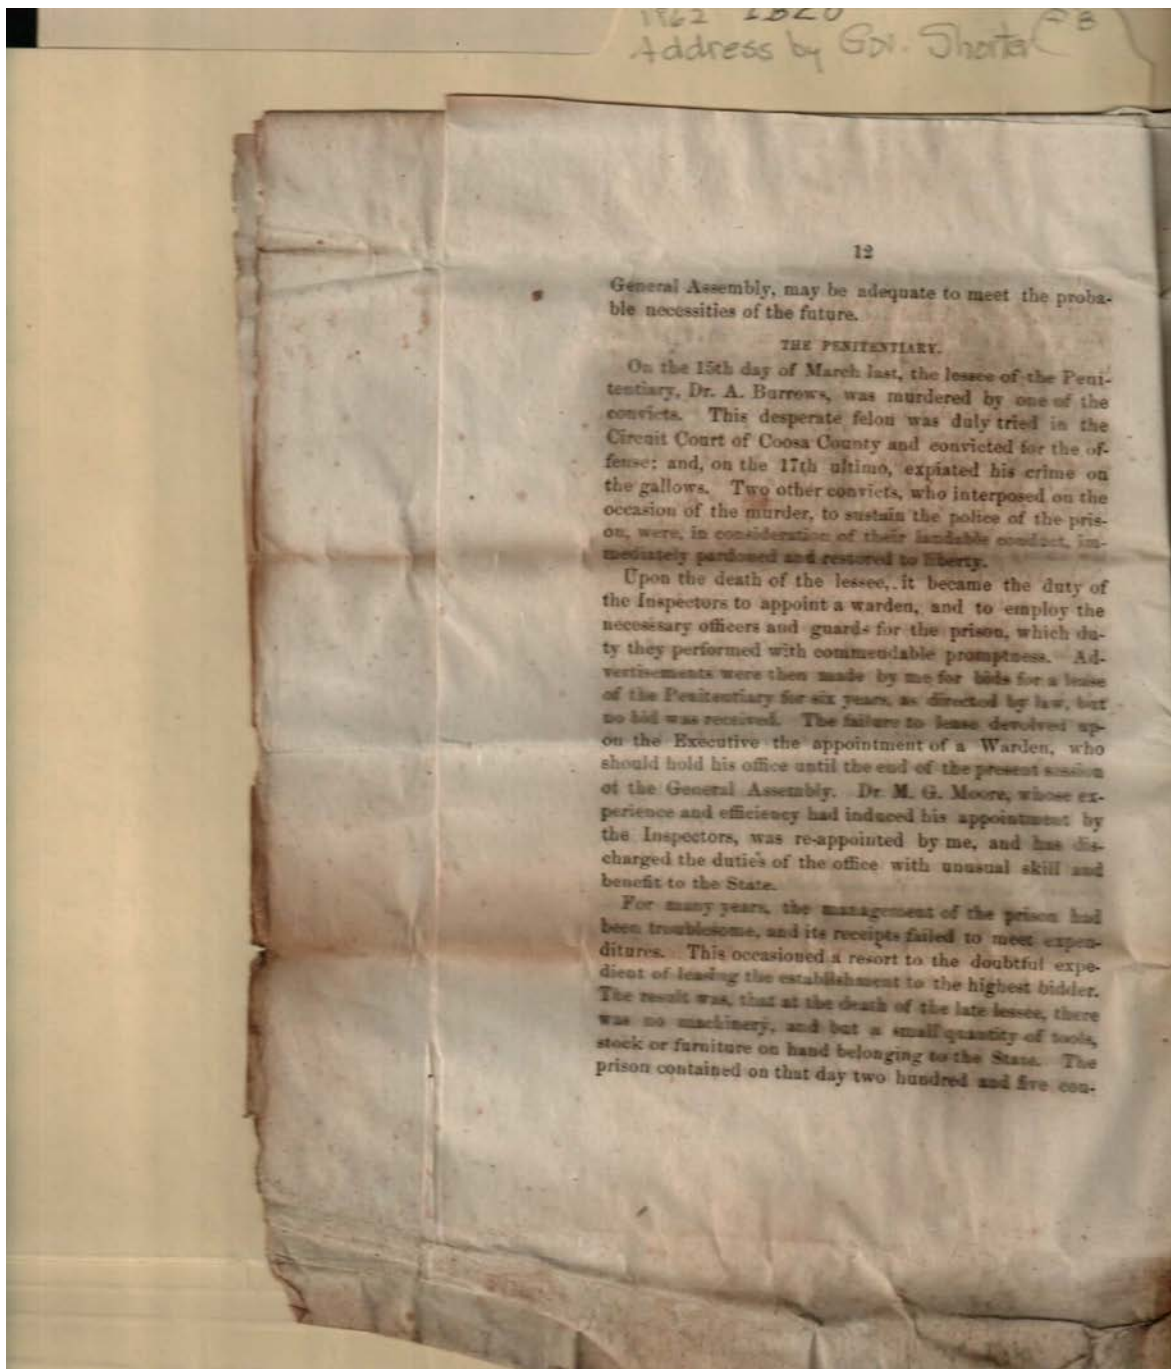 1862
Address by Gov. Shorter
12
General Assembly, may be adequate to meet the proba-
ble necessities of the future.
THE PENITENTIARY.
On the 15th day of March last, the lessee of the Peni-
tentiary, Dr. A. Burrows, was murdered by one of the
convicts. This desperate felon was duly tried in the
Circuit Court of Coosa County and convicted for the of-
fense; and, on the 17th ultimo, expiated his crime on
the gallows. Two other convicts, who interposed on the
occasion of the murder, to sustain the police of the pris-
on, were, in consideration of their laudable conduct, im-
mediately pardoned and restored to liberty.
Upon the death of the lessee, it became the duty of
the Inspectors to appoint a warden, and to employ the
necessary officers and guards for the prison, which du-
ty they performed with commendable promptness. Ad-
vertisements were then made by me for bids for a lease
of the Penitentiary for six years, as directed by law, but
no bid was received. The failure to lease devolved up-
on the Executive the appointment of a Warden, who
should hold his office until the end of the present session
of the General Assembly. Dr. M. G. Moore, whose ex-
perience and efficiency had induced his appointment by
the Inspectors, was re-appointed by me, and has dis-
charged the duties of the office with unusual skill and
benefit to the State.
For many years, the management of the prison had
been troublesome, and its receipts failed to meet expen-
ditures. This occasioned a resort to the doubtful expe-
dient of leasing the establishment to the highest bidder.
The result was, that at the death of the late lessee, there
was no machinery, and but a small quantity of tools,
stock or furniture on hand belonging to the State. The
prison contained on that day two hundred and five con-